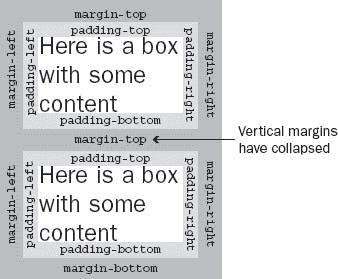 margin-top
padding-top
margin-left
padding-left
Here is a box
with some
content
padding-right
margin-right
padding-bottom
margin-top
Vertical margins
have collapsed
padding-top
margin-left
padding-left
Here is a box
with some
content
padding-right
margin-right
padding-bottom
margin-bottom